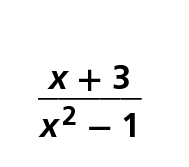 x + 3
x² − 1